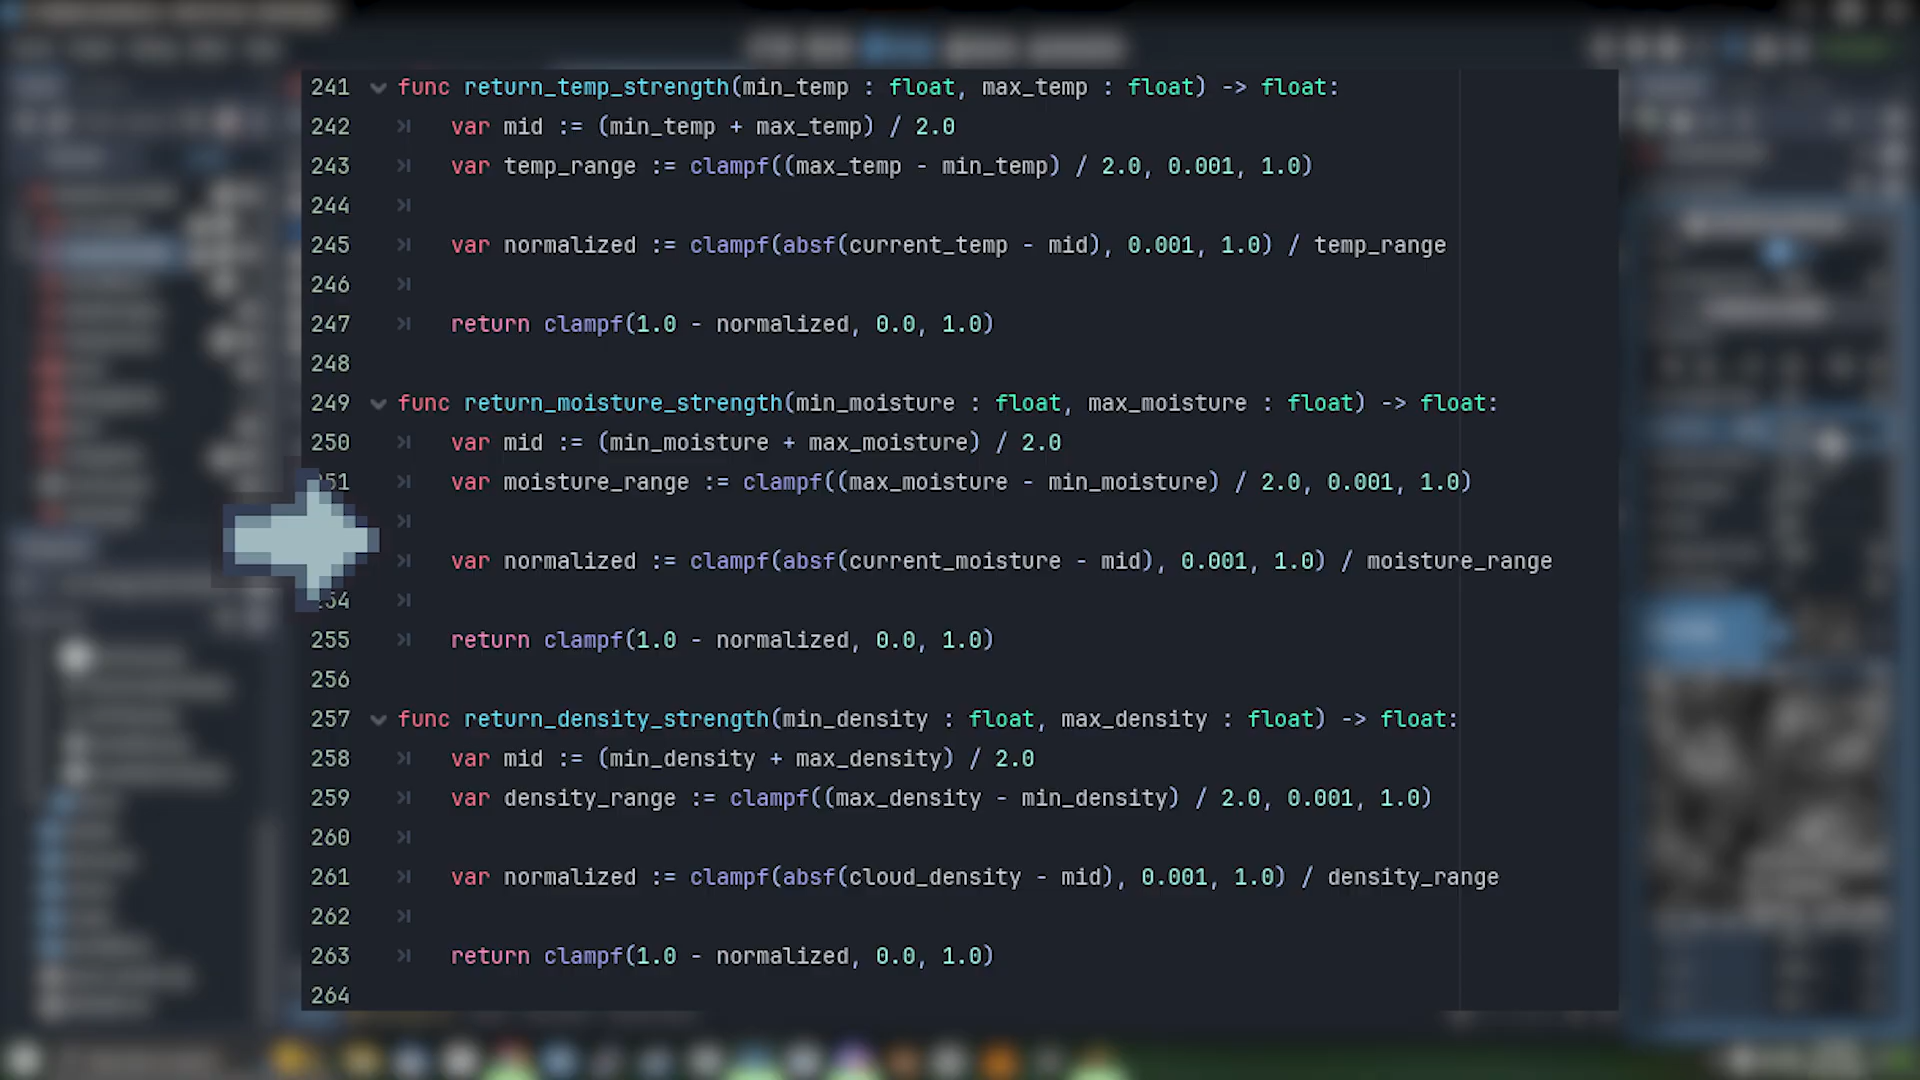 241 func return_temp_strength(min_temp : float, max_temp : float) -> float:
242 var mid := (min_temp + max_temp) / 2.0
243 var temp_range := clampf((max_temp - min_temp) / 2.0, 0.001, 1.0)
244
245 var normalized := clampf(absf(current_temp - mid), 0.001, 1.0) / temp_range
246
247 return clampf(1.0 - normalized, 0.0, 1.0)
248
249 func return_moisture_strength(min_moisture : float, max_moisture : float) -> float:
250 var mid := (min_moisture + max_moisture) / 2.0
51 var moisture_range := clampf((max_moisture - min_moisture) / 2.0, 0.001, 1.0)
var normalized := clampf(absf(current_moisture - mid), 0.001, 1.0) / moisture_range
54
255 return clampf(1.0 - normalized, 0.0, 1.0)
256
257 func return_density_strength(min_density : float, max_density : float) -> float:
258 var mid := (min_density + max_density) / 2.0
259 var density_range := clampf((max_density - min_density) / 2.0, 0.001, 1.0)
260
261 var normalized := clampf(absf(cloud_density - mid), 0.001, 1.0) / density_range
262
263 return clampf(1.0 - normalized, 0.0, 1.0)
264